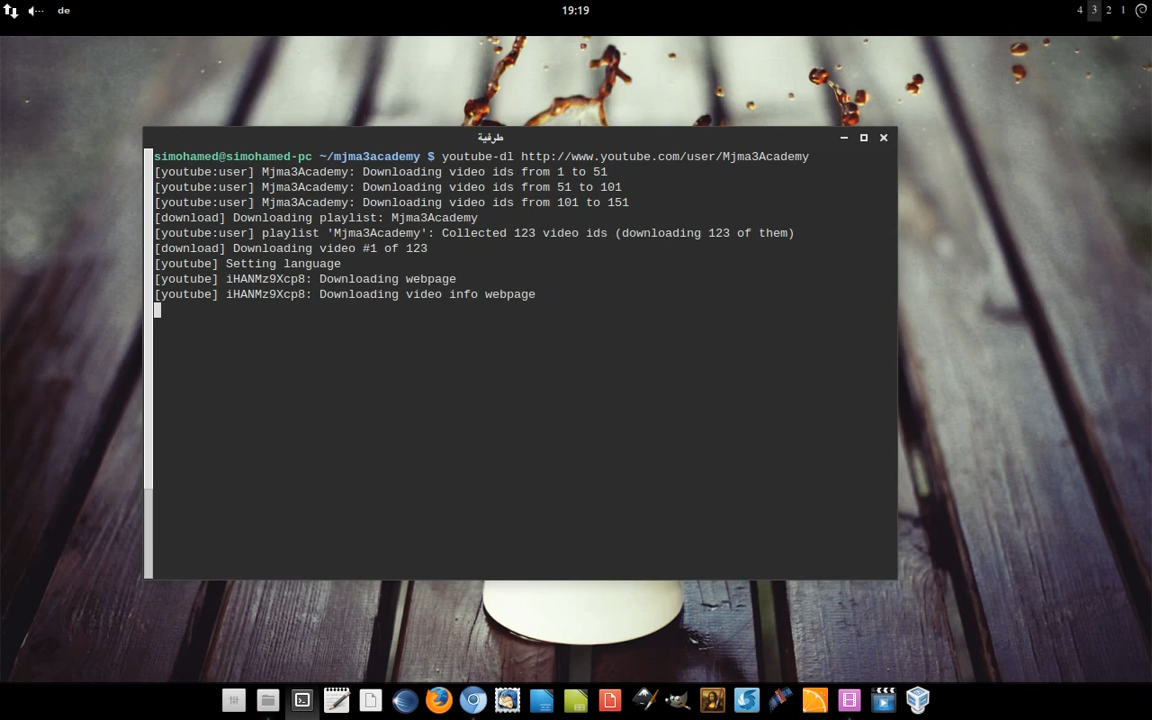 de
19:19
4 3 2 1
طرفية
simohamed@simohamed-pc ~/mjma3academy $ youtube-dl http://www.youtube.com/user/Mjma3Academy
[youtube:user] Mjma3Academy: Downloading video ids from 1 to 51
[youtube:user] Mjma3Academy: Downloading video ids from 51 to 101
[youtube:user] Mjma3Academy: Downloading video ids from 101 to 151
[download] Downloading playlist: Mjma3Academy
[youtube:user] playlist 'Mjma3Academy': Collected 123 video ids (downloading 123 of them)
[download] Downloading video #1 of 123
[youtube] Setting language
[youtube] iHANMz9Xcp8: Downloading webpage
[youtube] iHANMz9Xcp8: Downloading video info webpage